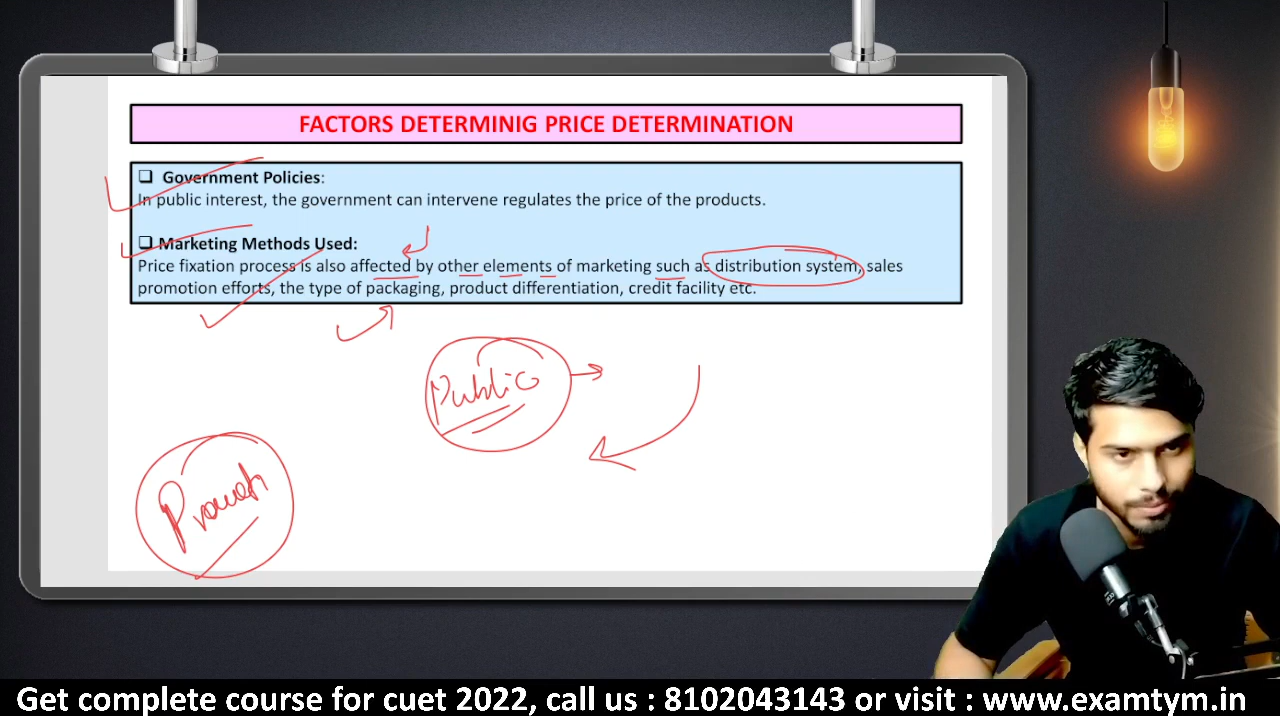 FACTORS DETERMINIG PRICE DETERMINATION
❑ Government Policies:
In public interest, the government can intervene regulates the price of the products.
❑ Marketing Methods Used:
Price fixation process is also affected by other elements of marketing such as distribution system, sales
promotion efforts, the type of packaging, product differentiation, credit facility etc.
Public
Get complete course for cuet 2022, call us : 8102043143 or visit : www.examtym.in